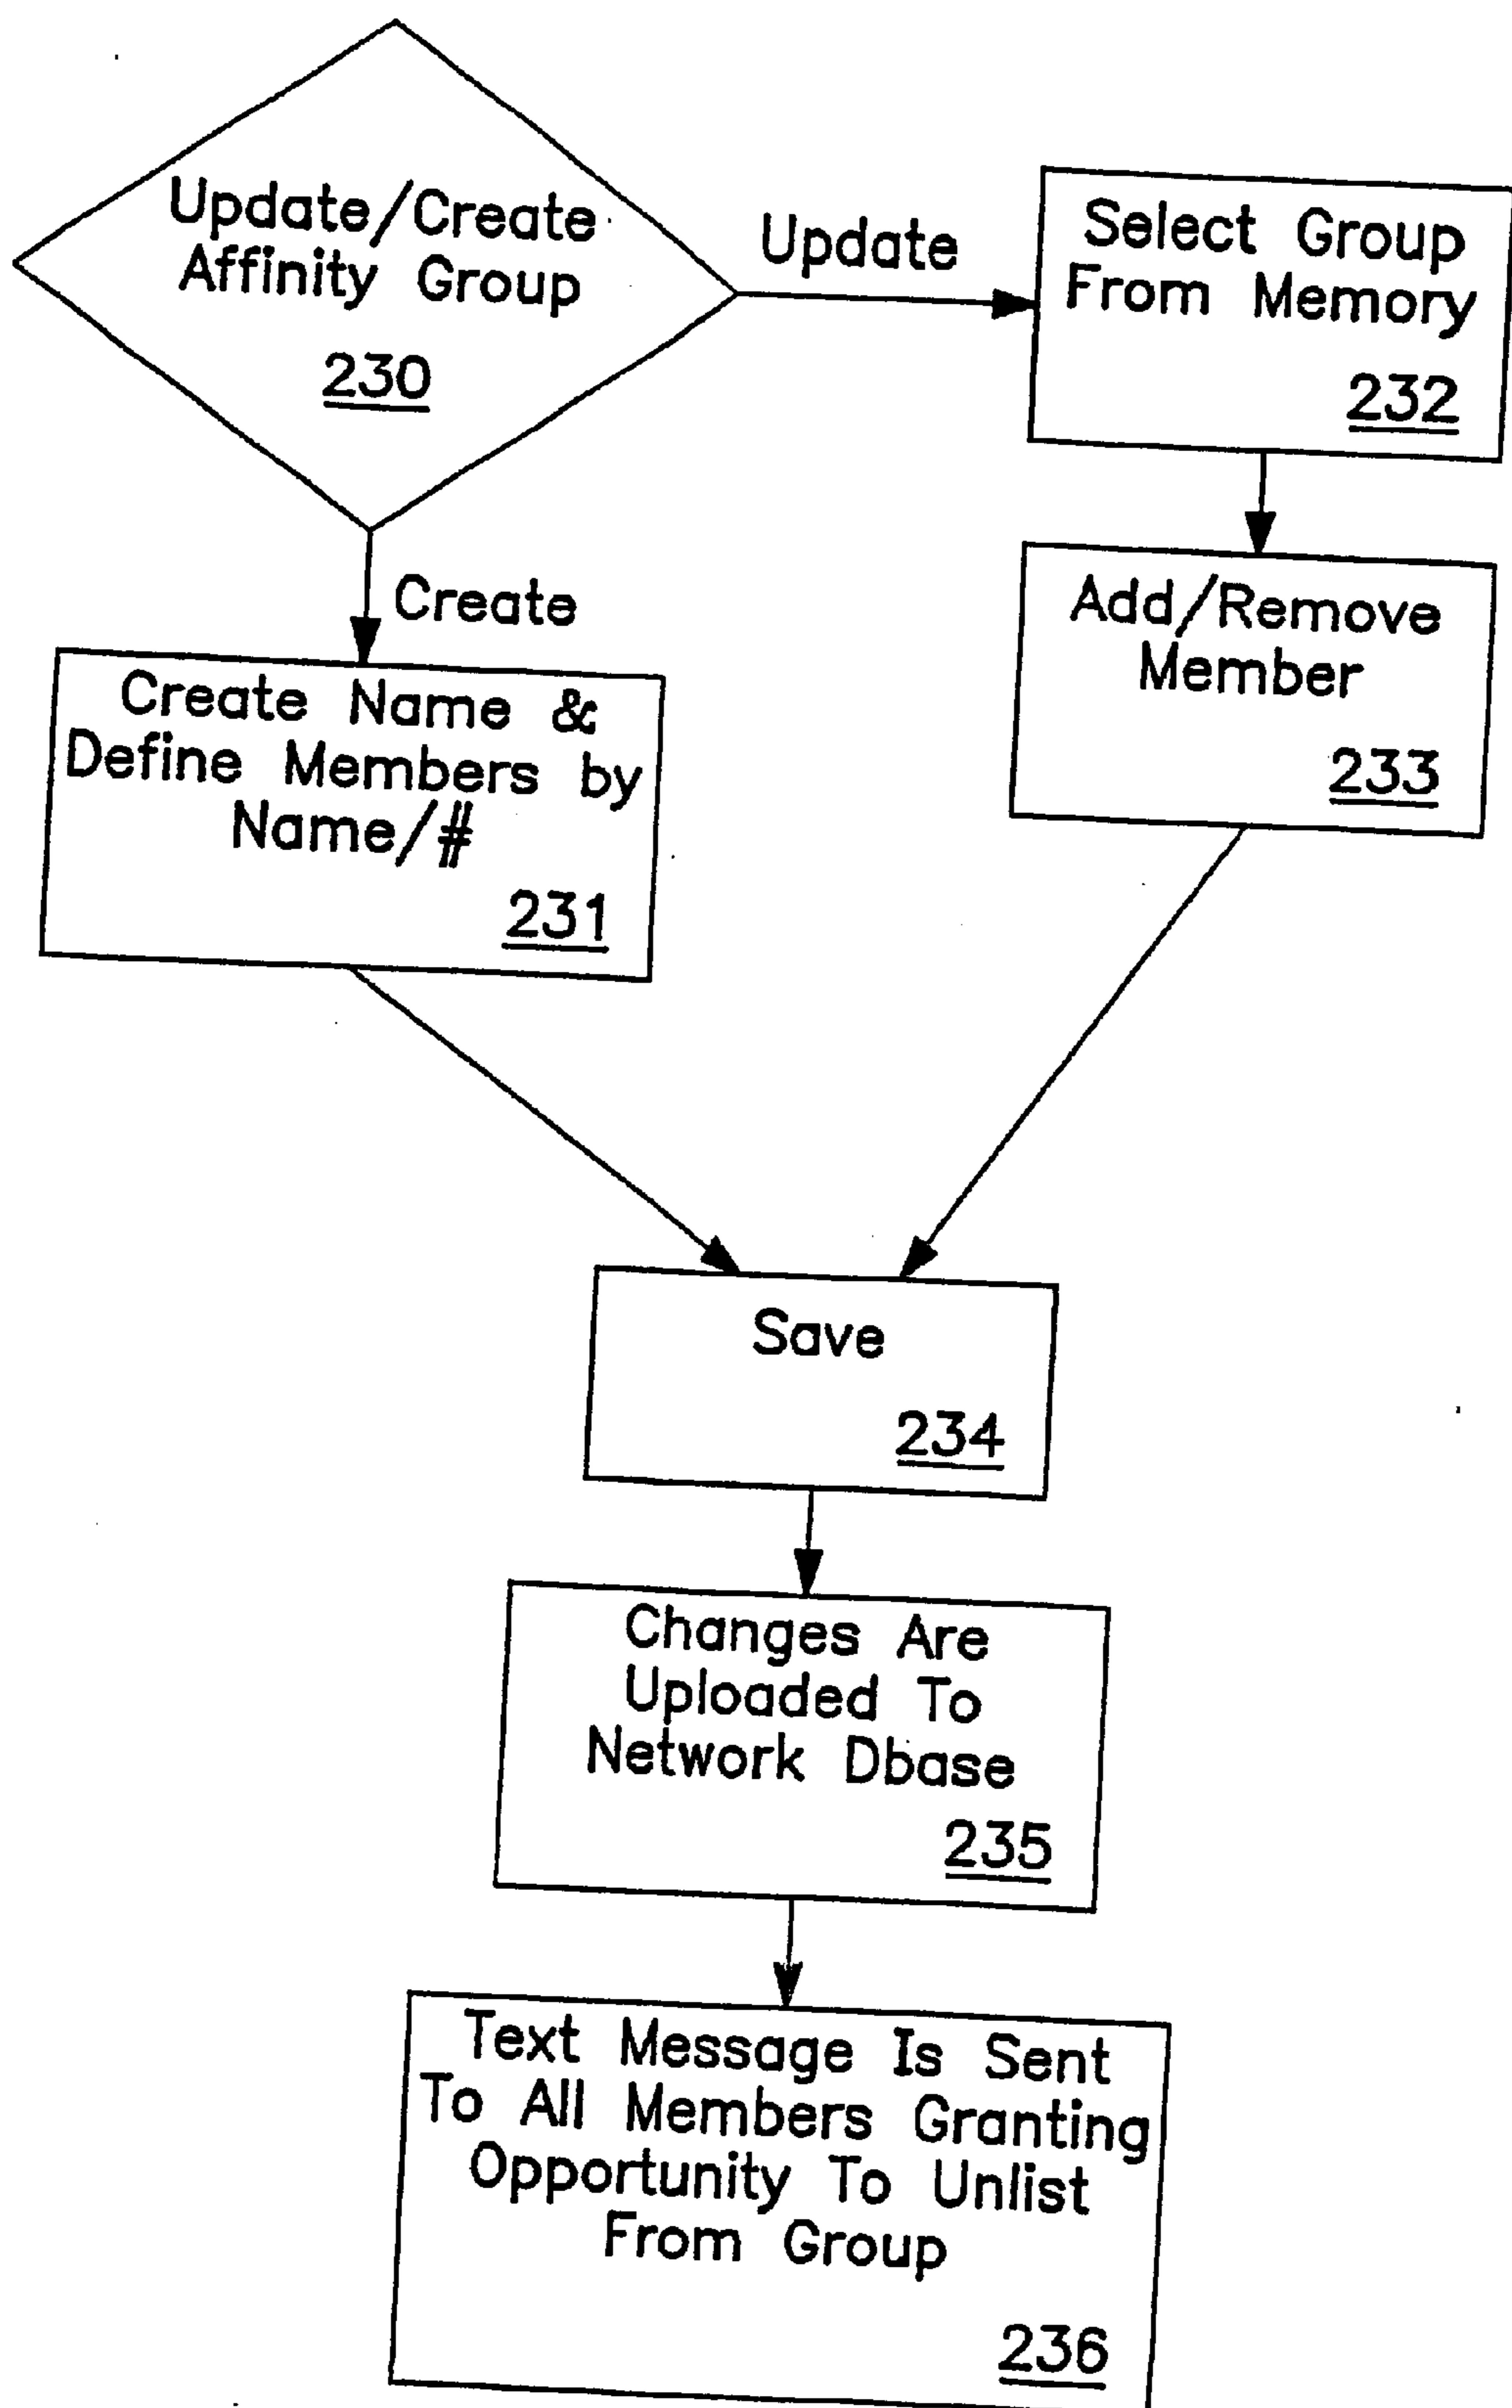 Update/Create
Affinity Group
230
Update
Select Group
From Memory
232
Create
Add/Remove
Member
233
Create Name &
Define Members by
Name/#
231
Save
234
Changes Are
Uploaded To
Network Dbase
235
Text Message Is Sent
To All Members Granting
Opportunity To Unlist
From Group
236